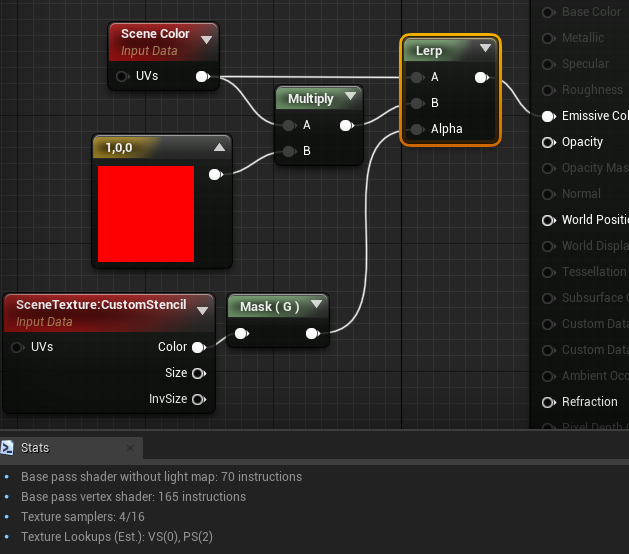 Scene Color
Input Data
UVs
Multiply
A
B
Lerp
A
B
Alpha
1,0,0
SceneTexture:CustomStencil
Input Data
UVs
Color
Size
InvSize
Mask ( G )
Base Color
Metallic
Specular
Roughness
Emissive Col
Opacity
Opacity Mas
Normal
World Positi
World Displa
Tessellation
Subsurface C
Custom Data
Custom Data
Ambient Occ
Refraction
Pixel Depth
Stats
Base pass shader without light map: 70 instructions
Base pass vertex shader: 165 instructions
Texture samplers: 4/16
Texture Lookups (Est.): VS(0), PS(2)